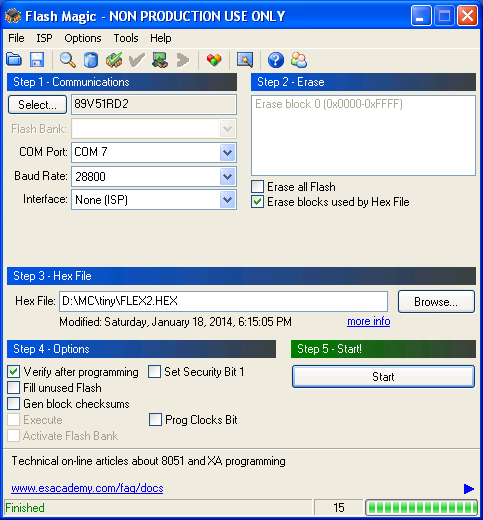 Flash Magic - NON PRODUCTION USE ONLY
File ISP Options Tools Help
Step 1 - Communications
Select... 89V51RD2
Flash Bank:
COM Port: COM 7
Baud Rate: 28800
Interface: None (ISP)
Step 2 - Erase
Erase block 0 (0x0000-0xFFFF)
Erase all Flash
Erase blocks used by Hex File
Step 3 - Hex File
Hex File: D:\MC\tiny\FLEX2.HEX Browse...
Modified: Saturday, January 18, 2014, 6:15:05 PM more info
Step 4 - Options
Verify after programming Set Security Bit 1
Fill unused Flash
Gen block checksums
Execute Prog Clocks Bit
Activate Flash Bank
Step 5 - Start!
Start
Technical on-line articles about 8051 and XA programming
www.esacademy.com/faq/docs
Finished 15